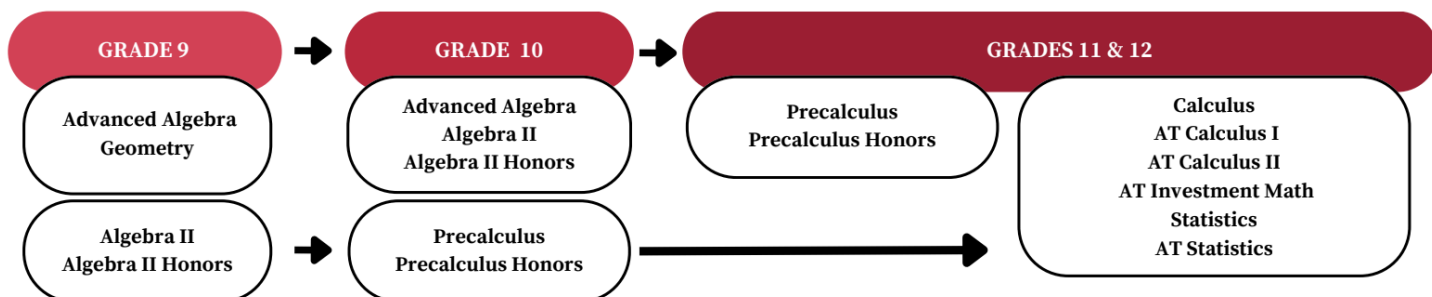 GRADE 9
GRADE 10
GRADES 11 & 12
Advanced Algebra
Geometry
Advanced Algebra
Algebra II
Algebra II Honors
Precalculus
Precalculus Honors
Calculus
AT Calculus I
AT Calculus II
AT Investment Math
Statistics
AT Statistics
Algebra II
Algebra II Honors
Precalculus
Precalculus Honors